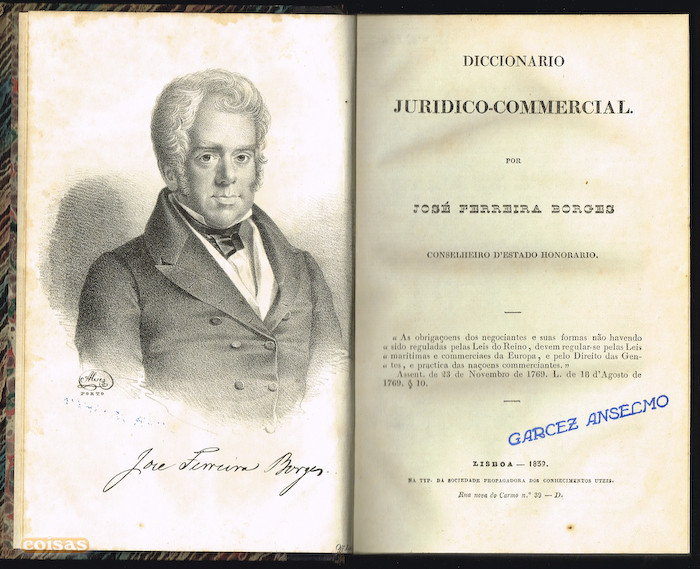 Alves
PORTO
Jose Ferreira Borges
coisas
DICCIONARIO
JURIDICO-COMMERCIAL.
POR
JOSÉ FERREIRA BORGES
CONSELHEIRO D'ESTADO HONORARIO.
« As obrigaçoens dos negociantes e suas formas não havendo
« sido reguladas pelas Leis do Reino, devem regular-se pelas Leis
« maritimas e commerciaes da Europa, e pelo Direito das Gen-
« tes, e practica das naçoens commerciantes. »
Assent. de 23 de Novembro de 1769. L. de 18 d'Agosto de
1769. § 10.
GARCEZ ANSELMO
LISBOA — 1839.
NA TYP. DA SOCIEDADE PROPAGADORA DOS CONHECIMENTOS UTEIS.
Rua nova do Carmo n.º 39 — D.